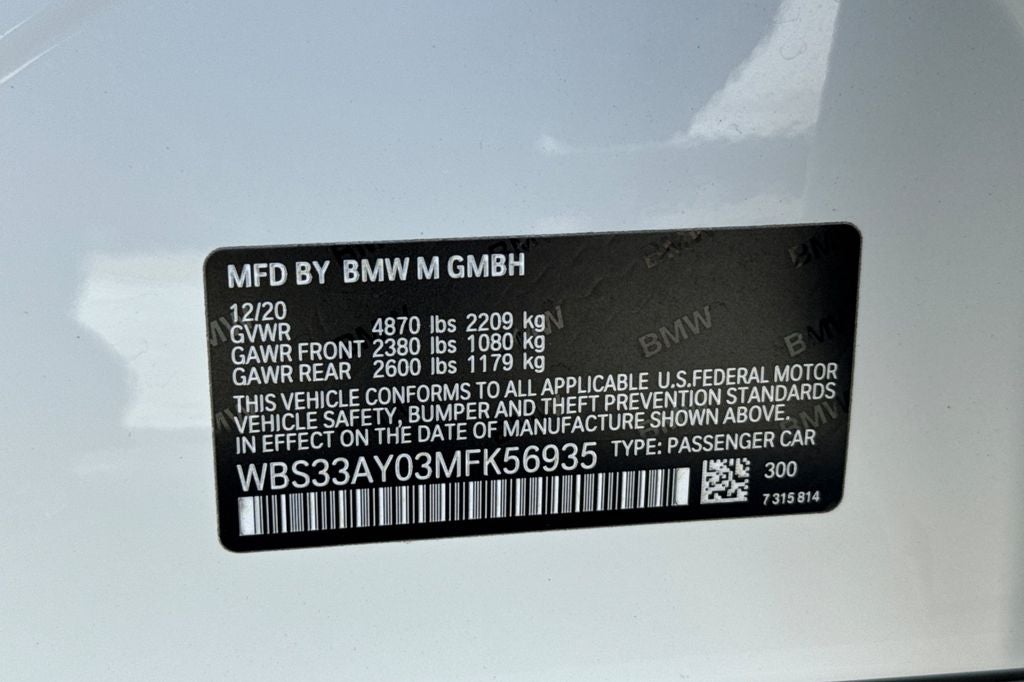 MFD BY BMW M GMBH
12/20
GVWR 4870 lbs 2209 kg
GAWR FRONT 2380 lbs 1080 kg
GAWR REAR 2600 lbs 1179 kg
THIS VEHICLE CONFORMS TO ALL APPLICABLE U.S.FEDERAL MOTOR
VEHICLE SAFETY, BUMPER AND THEFT PREVENTION STANDARDS
IN EFFECT ON THE DATE OF MANUFACTURE SHOWN ABOVE.
WBS33AY03MFK56935 TYPE: PASSENGER CAR
300
7 315 814